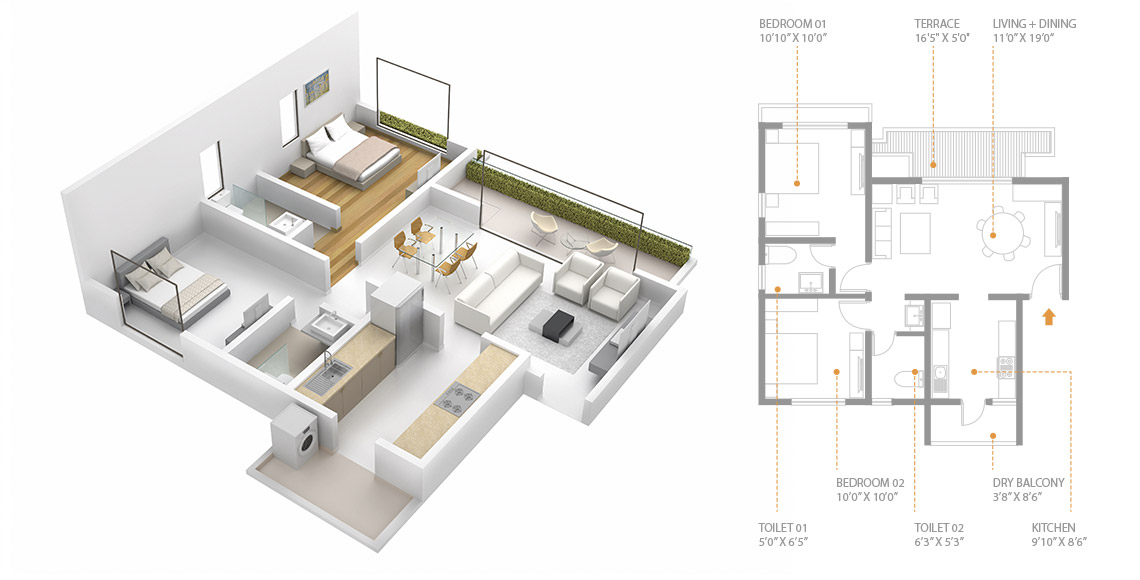 BEDROOM 01
10'10" X 10'0"
TERRACE
16'5" X 5'0"
LIVING + DINING
11'0" X 19'0"
BEDROOM 02
10'0" X 10'0"
DRY BALCONY
3'8" X 8'6"
TOILET 01
5'0" X 6'5"
TOILET 02
6'3" X 5'3"
KITCHEN
9'10" X 8'6"